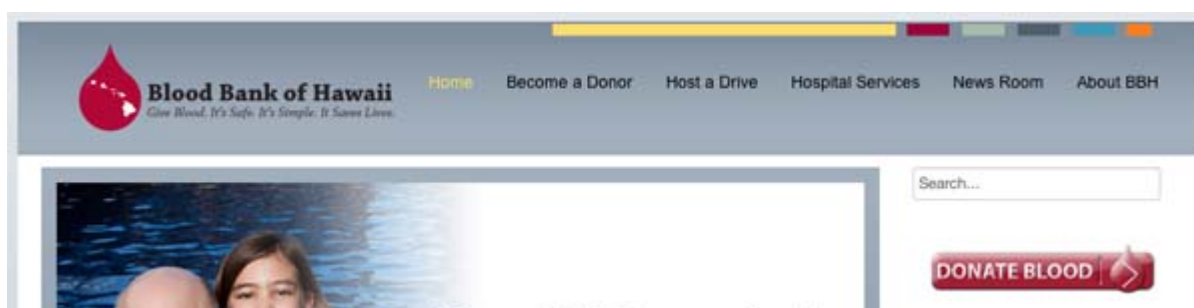 Blood Bank of Hawaii
Give Blood. It's Safe. It's Simple. It Saves Lives.
Home Become a Donor Host a Drive Hospital Services News Room About BBH
Search...
DONATE BLOOD